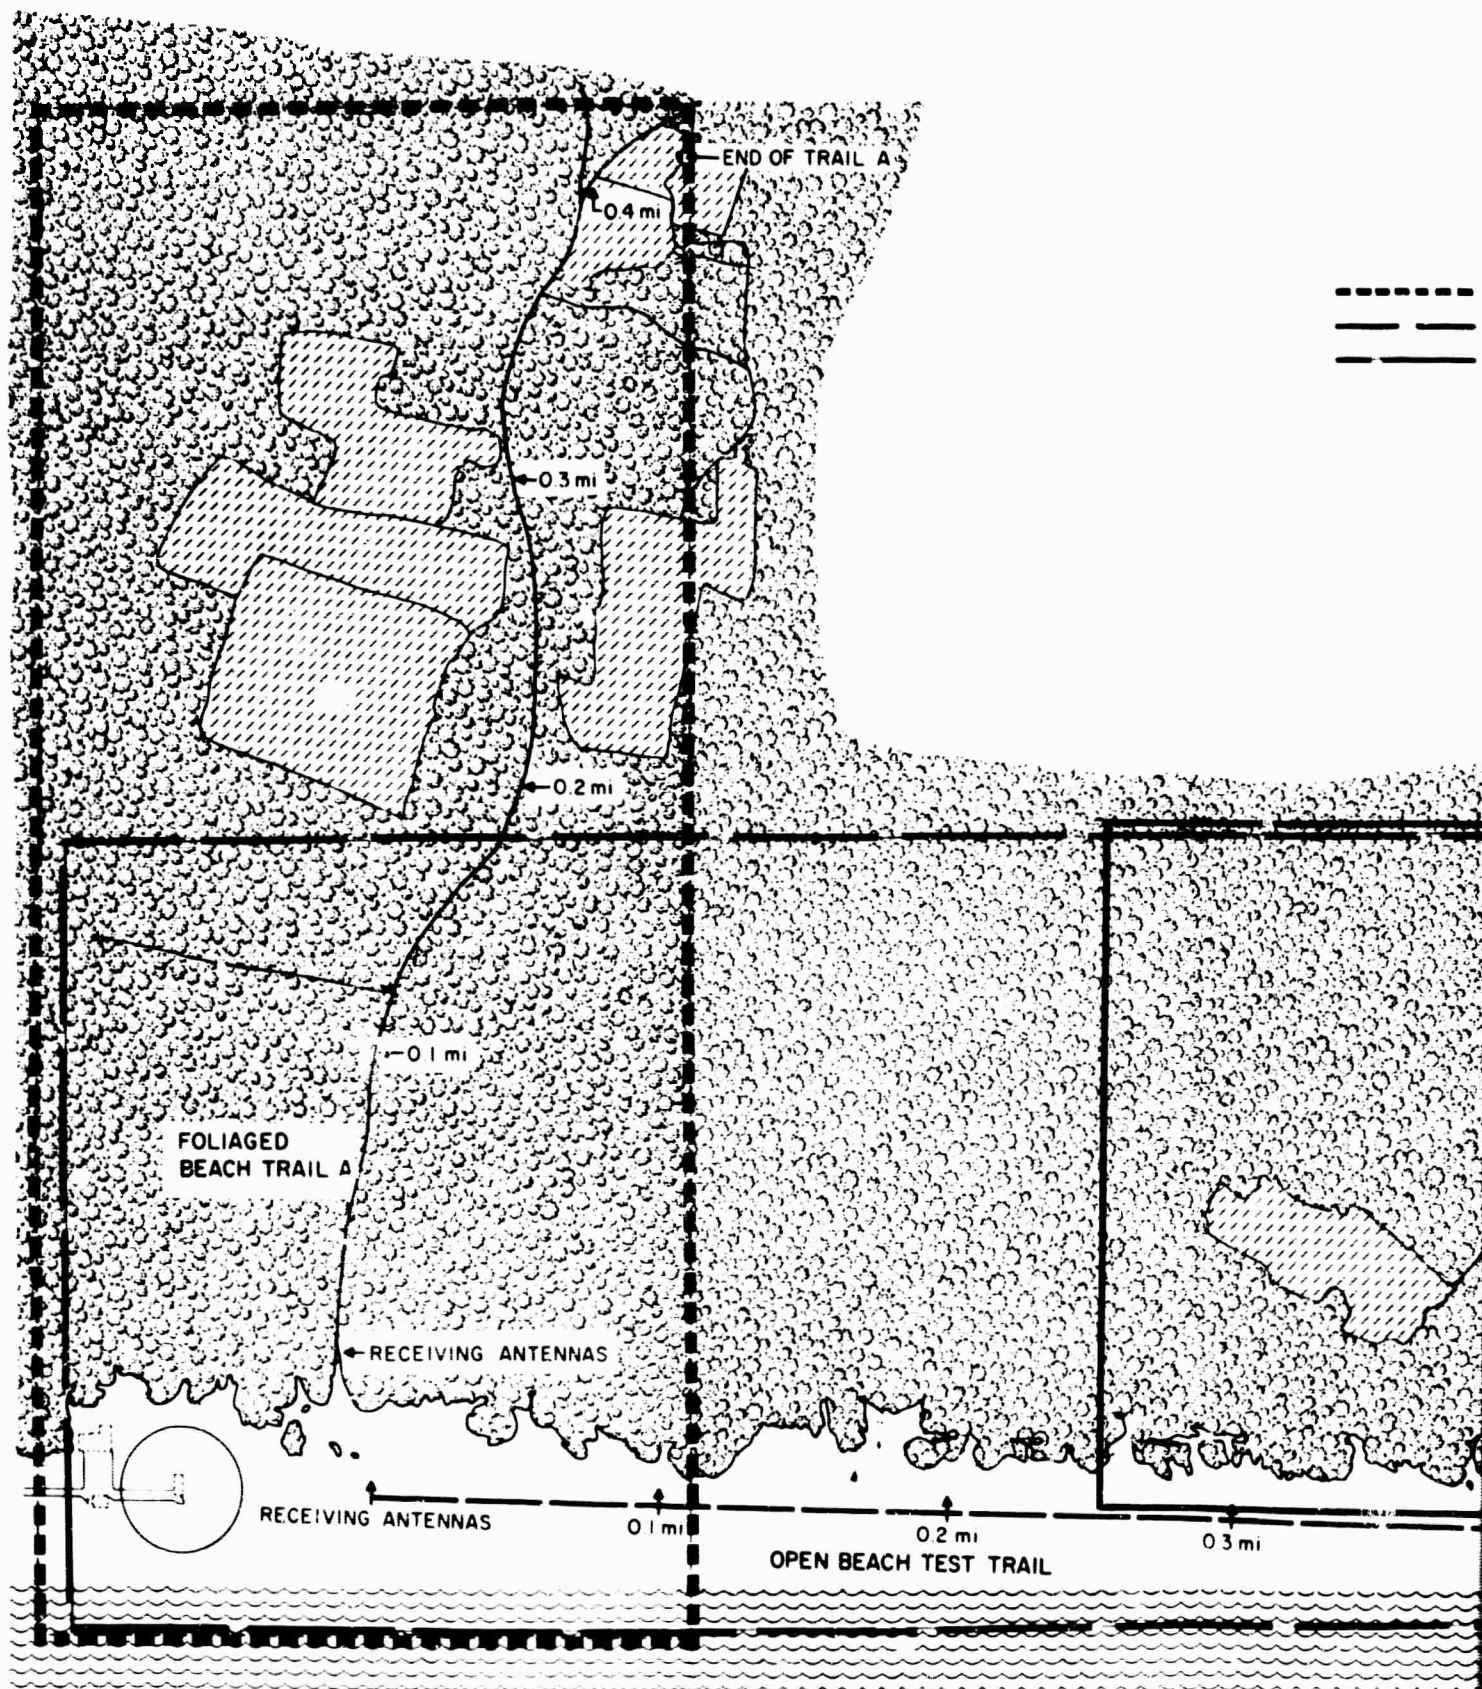 END OF TRAIL A
0.4 mi
0.3 mi
0.2 mi
0.1 mi
FOLIAGED
BEACH TRAIL A
RECEIVING ANTENNAS
RECEIVING ANTENNAS
0.1 mi
0.2 mi
0.3 mi
OPEN BEACH TEST TRAIL